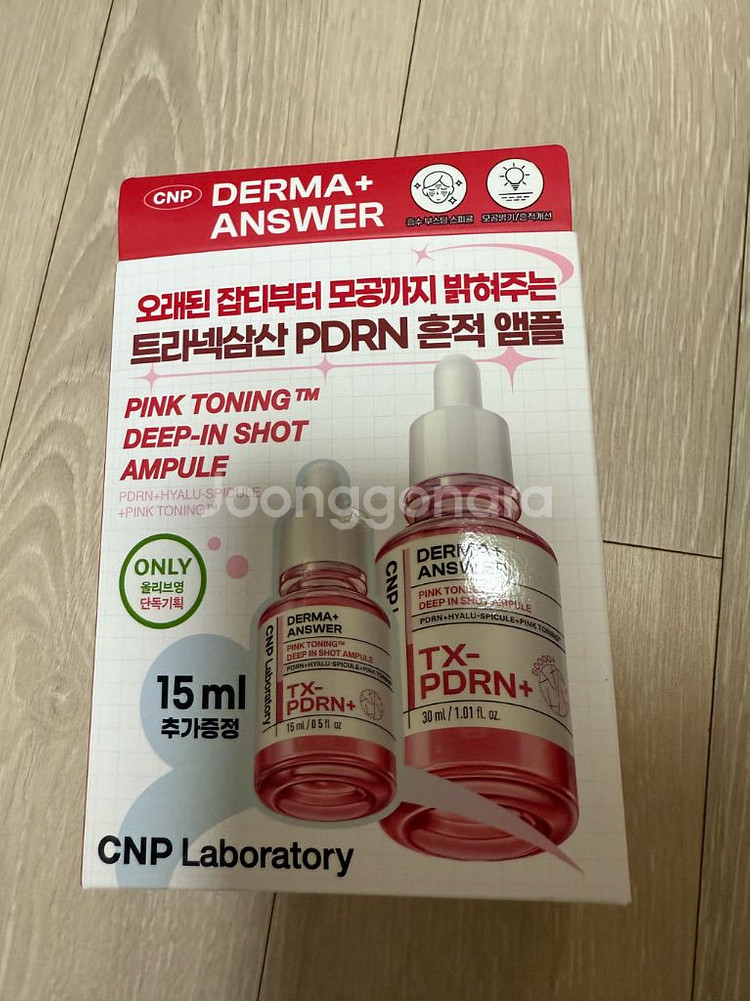 CNP
DERMA+
ANSWER
흡수 부스팅 스피큘
모공밝기/흔적개선
오래된 잡티부터 모공까지 밝혀주는
트라넥삼산 PDRN 흔적 앰플
PINK TONING™
DEEP-IN SHOT
AMPULE
PDRN+HYALU-SPICULE
+PINK TONING™
Joonggonara
ONLY
올리브영
단독기획
15 ml
추가증정
CNP Laboratory
DERMA+
ANSWER
PINK TONING™
DEEP IN SHOT AMPULE
PDRN+HYALU-SPICULE+PINK TONING™
TX-
PDRN+
15 ml / 0.5 fl. oz
CNP
DERMA+
ANSWER
PINK TONING
DEEP IN SHOT AMPULE
PDRN+HYALU-SPICULE+PINK TONING™
TX-
PDRN+
30 ml / 1.01 fl. oz.
CNP Laboratory